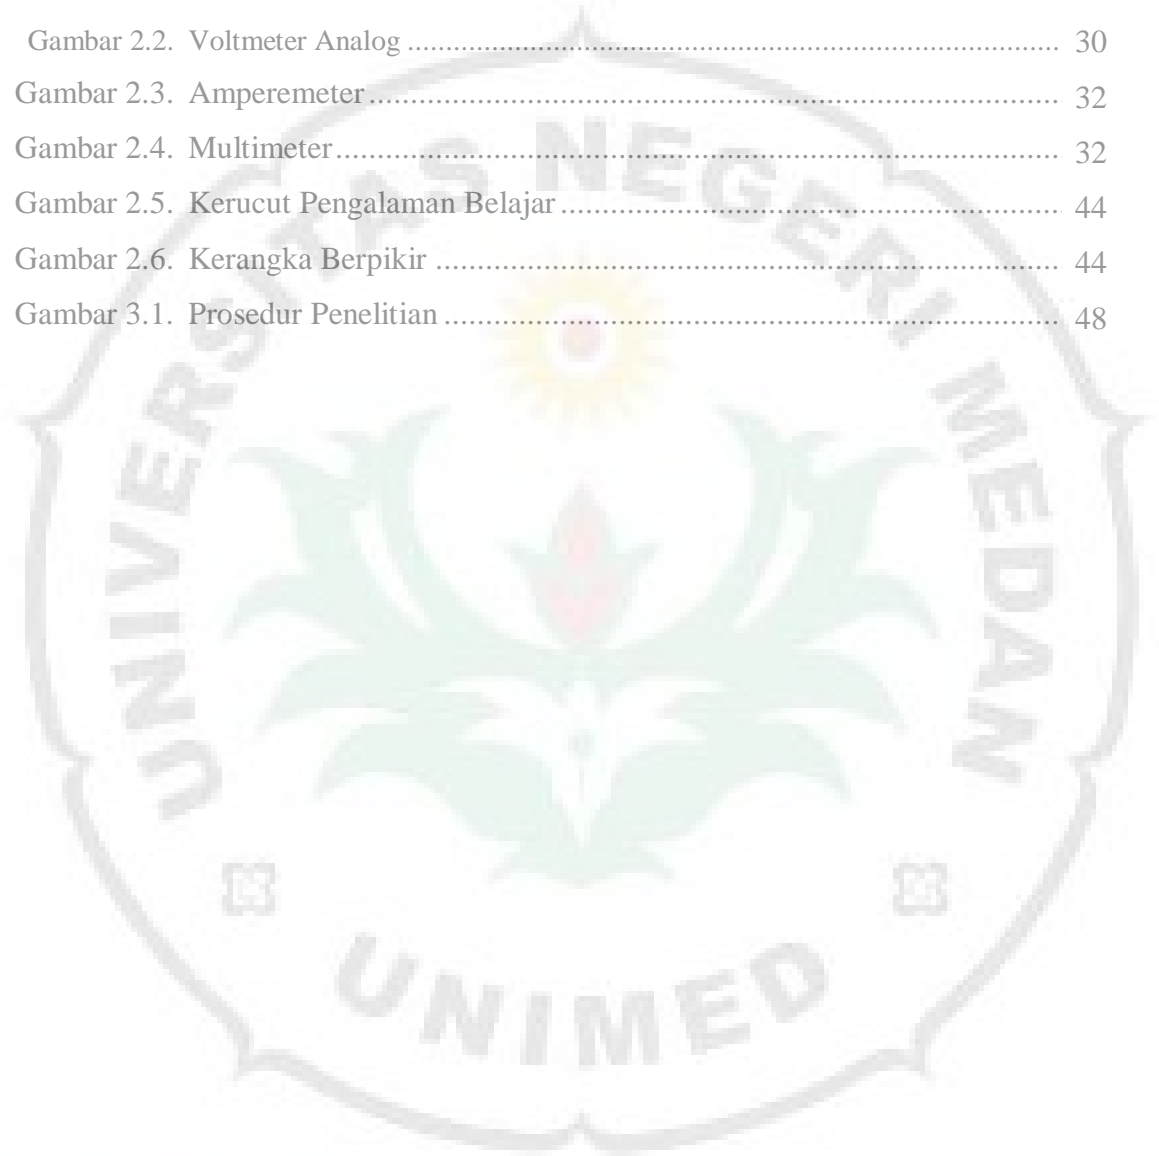 Gambar 2.2. Voltmeter Analog ........................................................................ 30
Gambar 2.3. Amperemeter ............................................................................ 32
Gambar 2.4. Multimeter ................................................................................ 32
Gambar 2.5. Kerucut Pengalaman Belajar ....................................................... 44
Gambar 2.6. Kerangka Berpikir ..................................................................... 44
Gambar 3.1. Prosedur Penelitian .................................................................... 48
UNIVERSITAS NEGERI MEDAN
UNIMED